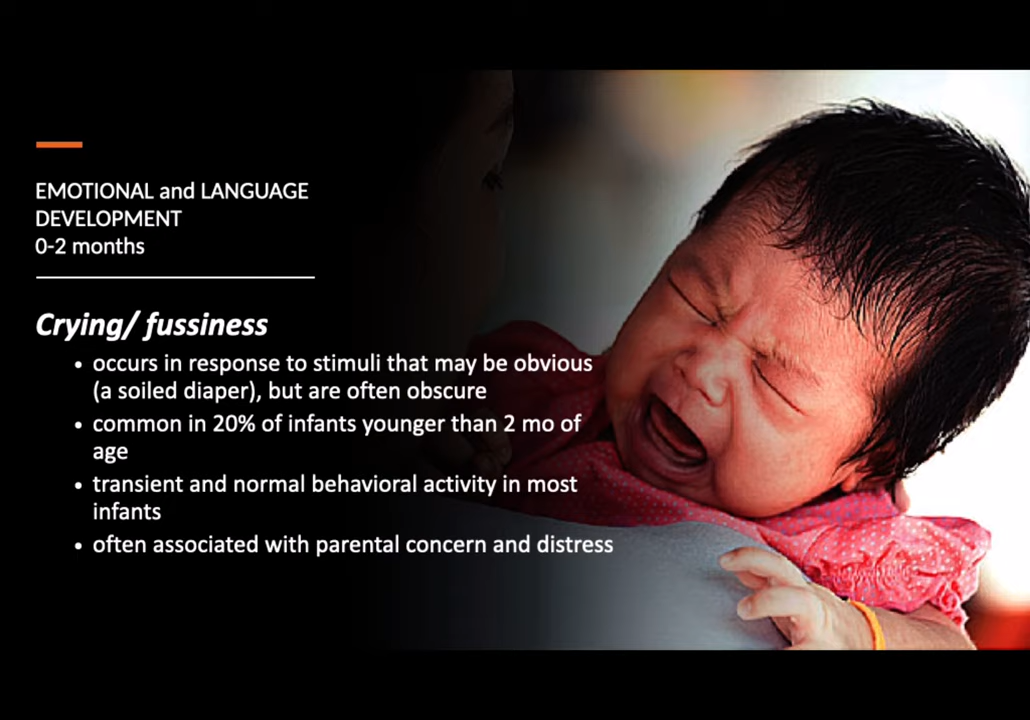 EMOTIONAL and LANGUAGE
DEVELOPMENT
0-2 months
Crying/ fussiness
• occurs in response to stimuli that may be obvious
(a soiled diaper), but are often obscure
• common in 20% of infants younger than 2 mo of
age
• transient and normal behavioral activity in most
infants
• often associated with parental concern and distress